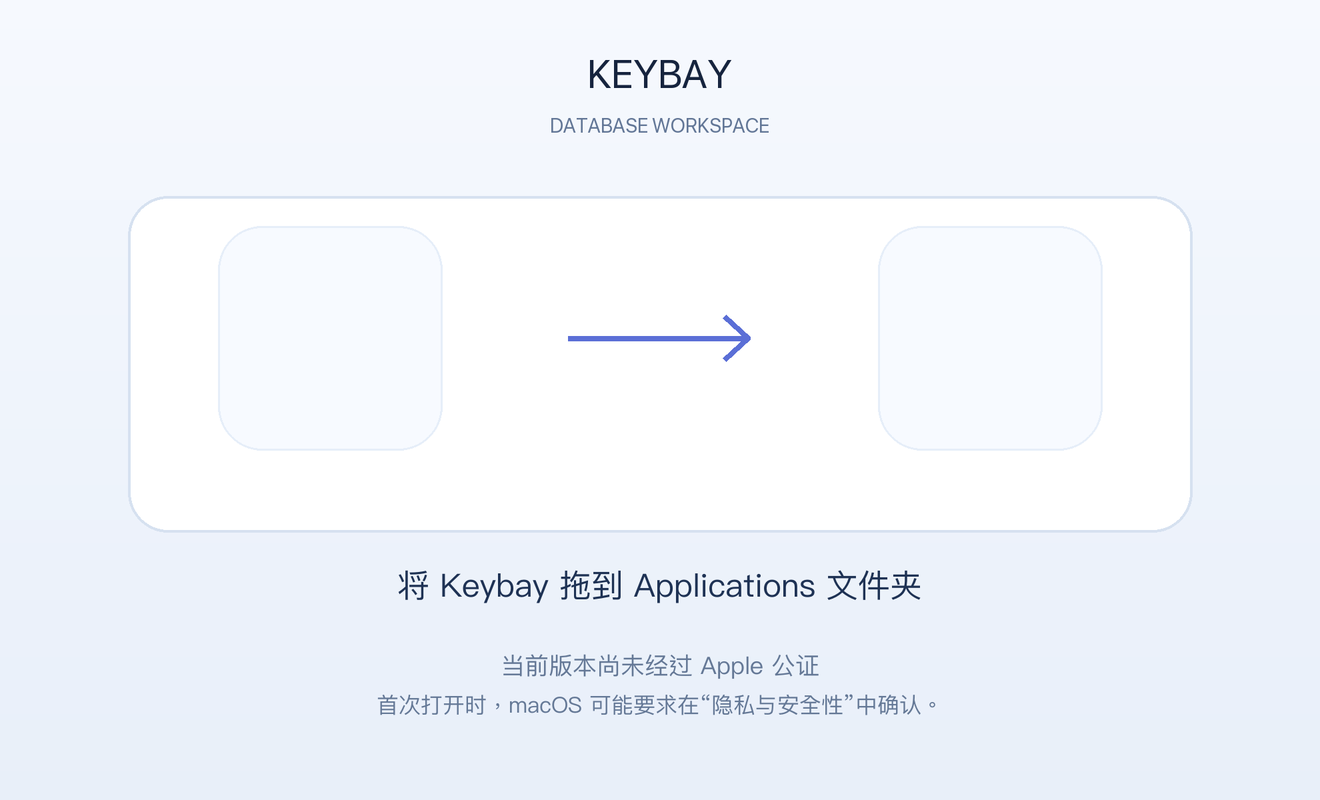 KEYBAY
DATABASE WORKSPACE
将 Keybay 拖到 Applications 文件夹
当前版本尚未经过 Apple 公证
首次打开时，macOS 可能要求在“隐私与安全性”中确认。